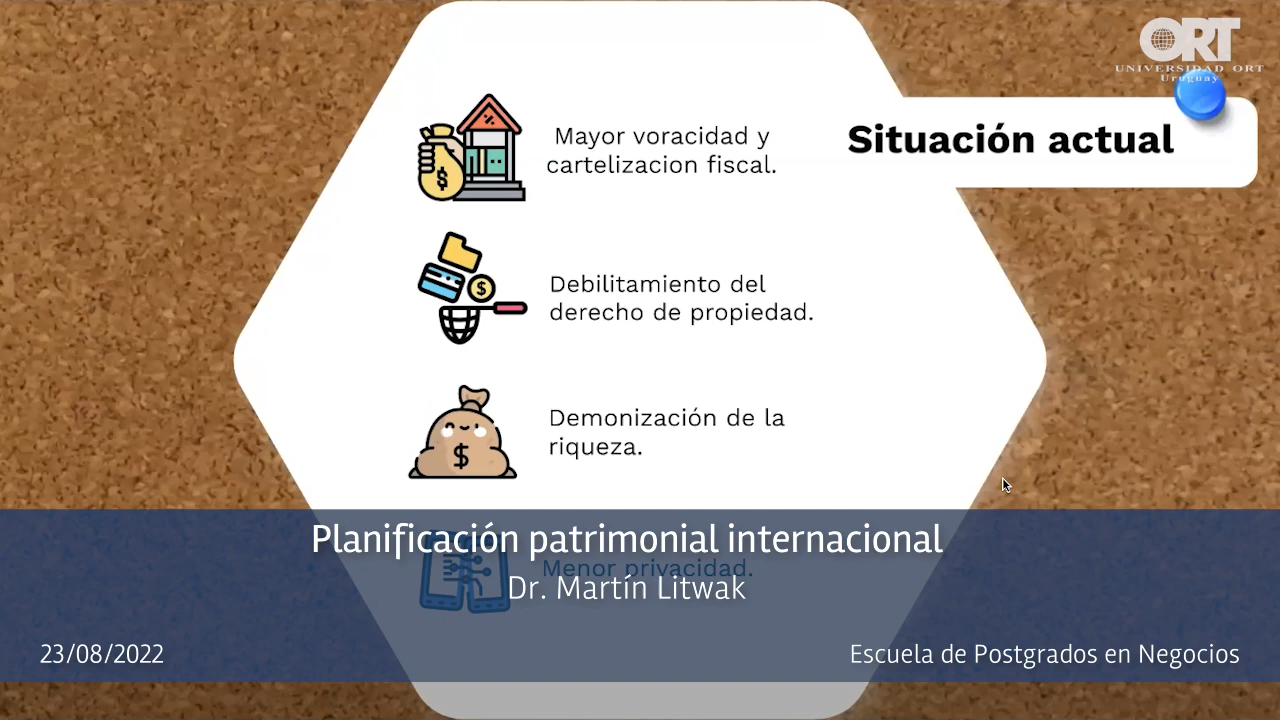 ORT
UNIVERSIDAD ORT
Uruguay
Situación actual
Mayor voracidad y
cartelizacion fiscal.
Debilitamiento del
derecho de propiedad.
Demonización de la
riqueza.
Menor privacidad.
Planificación patrimonial internacional
Dr. Martín Litwak
23/08/2022
Escuela de Postgrados en Negocios